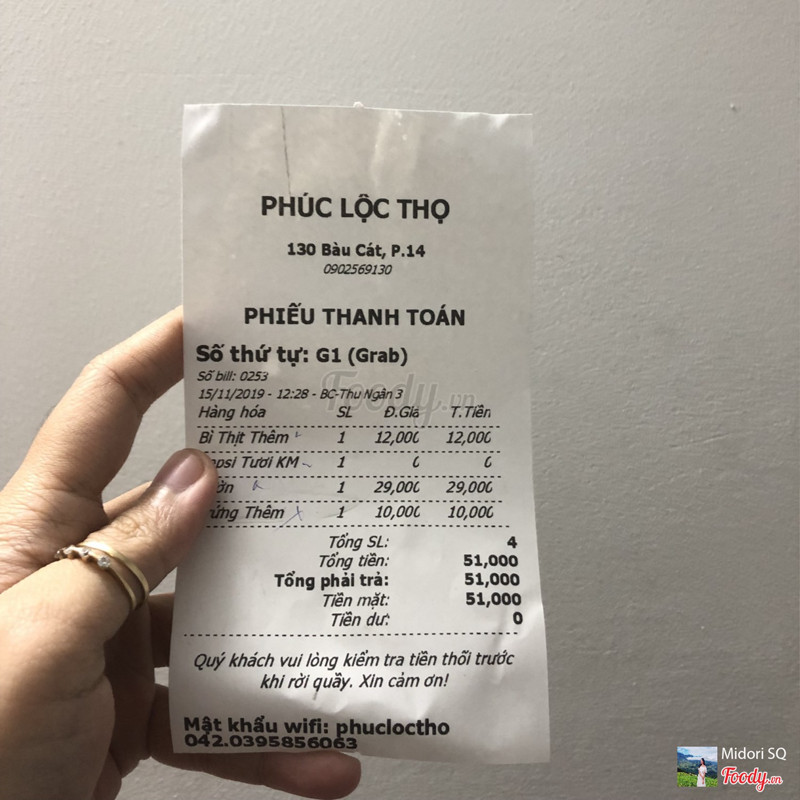 PHÚC LỘC THỌ
130 Bàu Cát, P.14
0902569130
PHIẾU THANH TOÁN
Số thứ tự: G1 (Grab)
Số bill: 0253
15/11/2019 - 12:28 - BC-Thu Ngân 3
Hàng hóa SL Đ.Giá T.Tiền
Bì Thịt Thêm 1 12,000 12,000
Tươi KM 1 0 0
1 29,000 29,000
Thêm 1 10,000 10,000
Tổng SL: 4
Tổng tiền: 51,000
Tổng phải trả: 51,000
Tiền mặt: 51,000
Tiền dư: 0
Quý khách vui lòng kiểm tra tiền thối trước
khi rời quầy. Xin cảm ơn!
Mật khẩu wifi: phucloctho
042.0395856063
Foody.vn
Midori SQ
Foody.vn